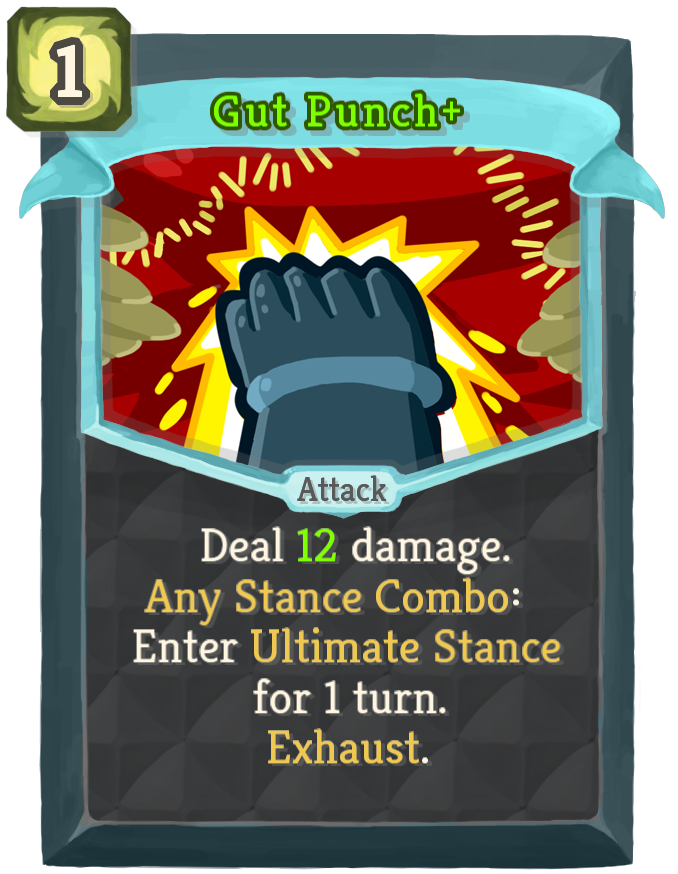 1
Gut Punch+
Attack
Deal 12 damage.
Any Stance Combo:
Enter Ultimate Stance
for 1 turn.
Exhaust.